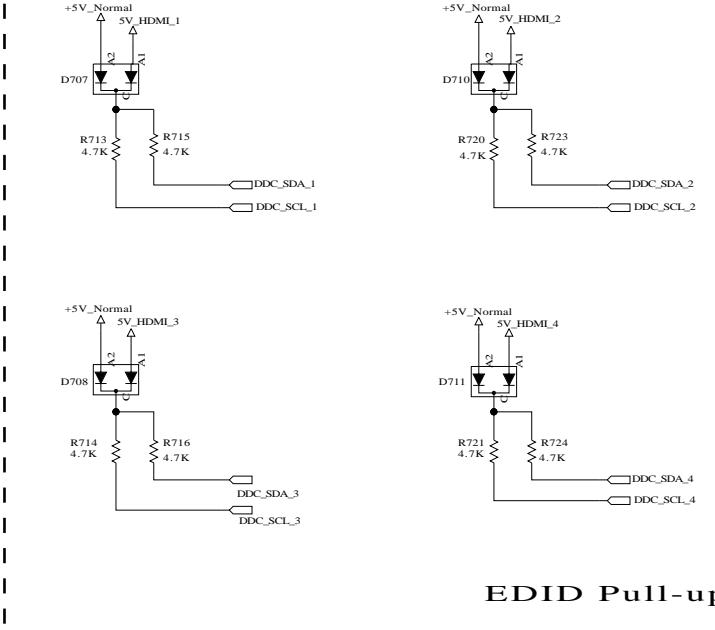 +5V_Normal
5V_HDMI_1
A2
A1
D707
C
R713
4.7K
R715
4.7K
DDC_SDA_1
DDC_SCL_1
+5V_Normal
5V_HDMI_2
A2
A1
D710
C
R720
4.7K
R723
4.7K
DDC_SDA_2
DDC_SCL_2
+5V_Normal
5V_HDMI_3
A2
A1
D708
C
R714
4.7K
R716
4.7K
DDC_SDA_3
DDC_SCL_3
+5V_Normal
5V_HDMI_4
A2
A1
D711
C
R721
4.7K
R724
4.7K
DDC_SDA_4
DDC_SCL_4
EDID Pull-up